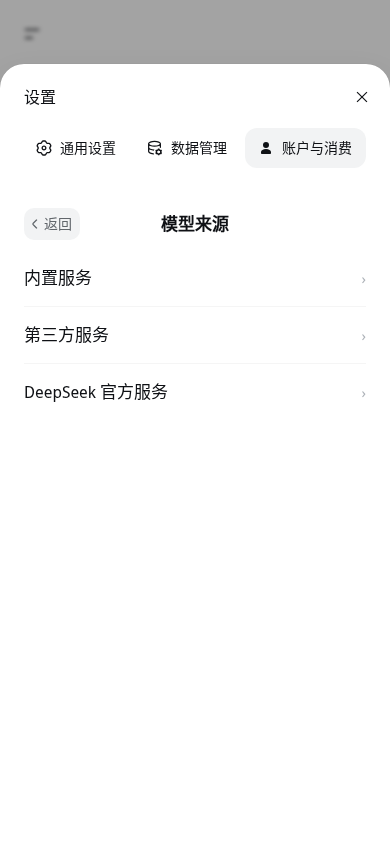 设置
通用设置
数据管理
账户与消费
返回
模型来源
内置服务
第三方服务
DeepSeek 官方服务